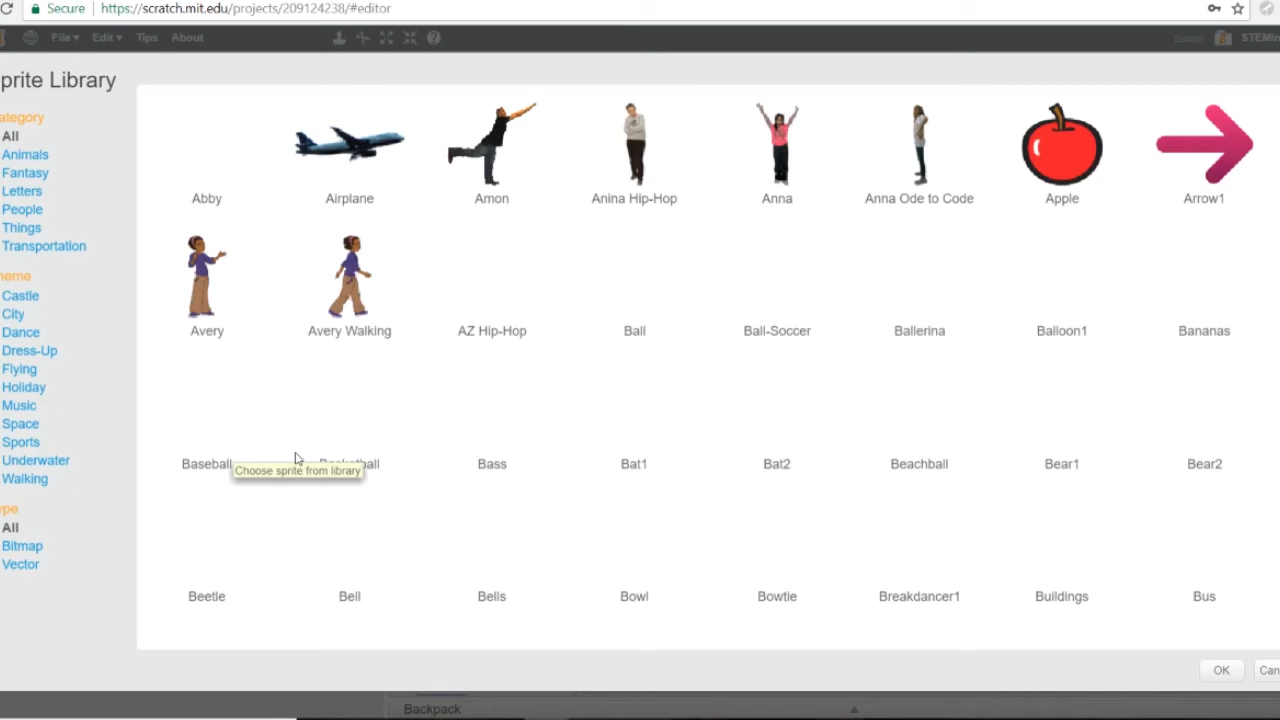 Secure https://scratch.mit.edu/projects/209124238/#editor
File Edit Tips About Saved STEMin
prite Library
ategory
All
Animals
Fantasy
Letters
People
Things
Transportation
heme
Castle
City
Dance
Dress-Up
Flying
Holiday
Music
Space
Sports
Underwater
Walking
ype
All
Bitmap
Vector
Abby Airplane Amon Anina Hip-Hop Anna Anna Ode to Code Apple Arrow1
Avery Avery Walking AZ Hip-Hop Ball Ball-Soccer Ballerina Balloon1 Bananas
Baseball Basketball Bass Bat1 Bat2 Beachball Bear1 Bear2
Choose sprite from library
Beetle Bell Bells Bowl Bowtie Breakdancer1 Buildings Bus
OK Can
Backpack